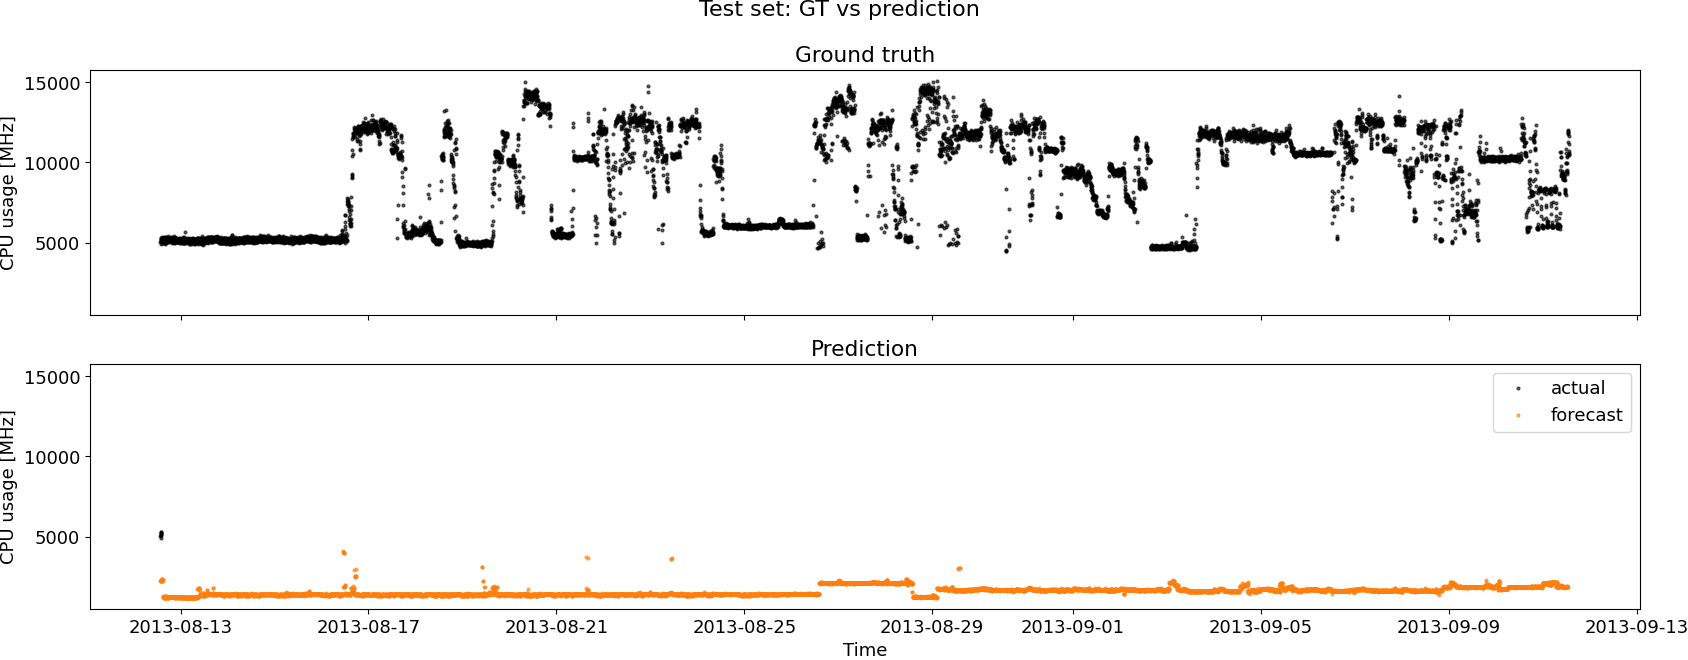 Test set: GT vs prediction
Ground truth
CPU usage [MHz]
15000
10000
5000
Prediction
CPU usage [MHz]
15000
10000
5000
actual
forecast
2013-08-13 2013-08-17 2013-08-21 2013-08-25 2013-08-29 2013-09-01 2013-09-05 2013-09-09 2013-09-13
Time